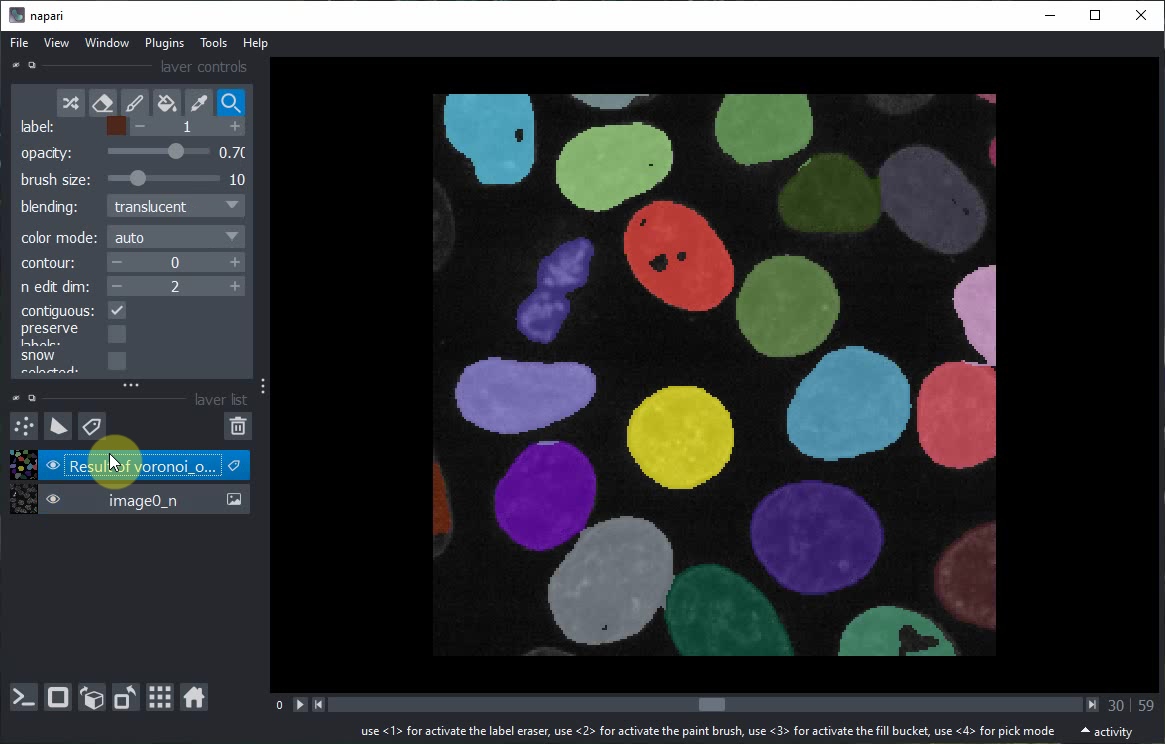 napari
File View Window Plugins Tools Help
layer controls
label: 1
opacity: 0.70
brush size: 10
blending: translucent
color mode: auto
contour: 0
n edit dim: 2
contiguous:
preserve
labels:
show
selected:
layer list
Result of voronoi_o...
image0_n
0 30 59
use <1> for activate the label eraser, use <2> for activate the paint brush, use <3> for activate the fill bucket, use <4> for pick mode activity